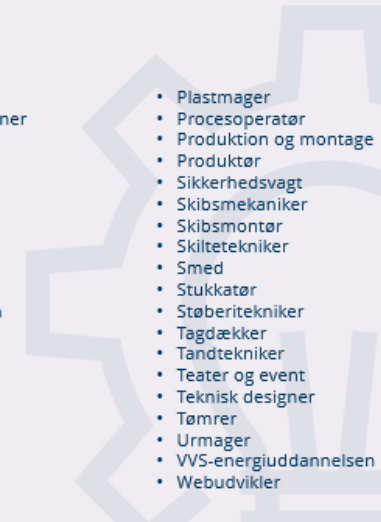 ner
• Plastmager
• Procesoperatør
• Produktion og montage
• Produktør
• Sikkerhedsvagt
• Skibsmekaniker
• Skibsmontør
• Skiltetekniker
• Smed
• Stukkatør
• Støberitekniker
• Tagdækker
• Tandtekniker
• Teater og event
• Teknisk designer
• Tømrer
• Urmager
• VVS-energiuddannelsen
• Webudvikler